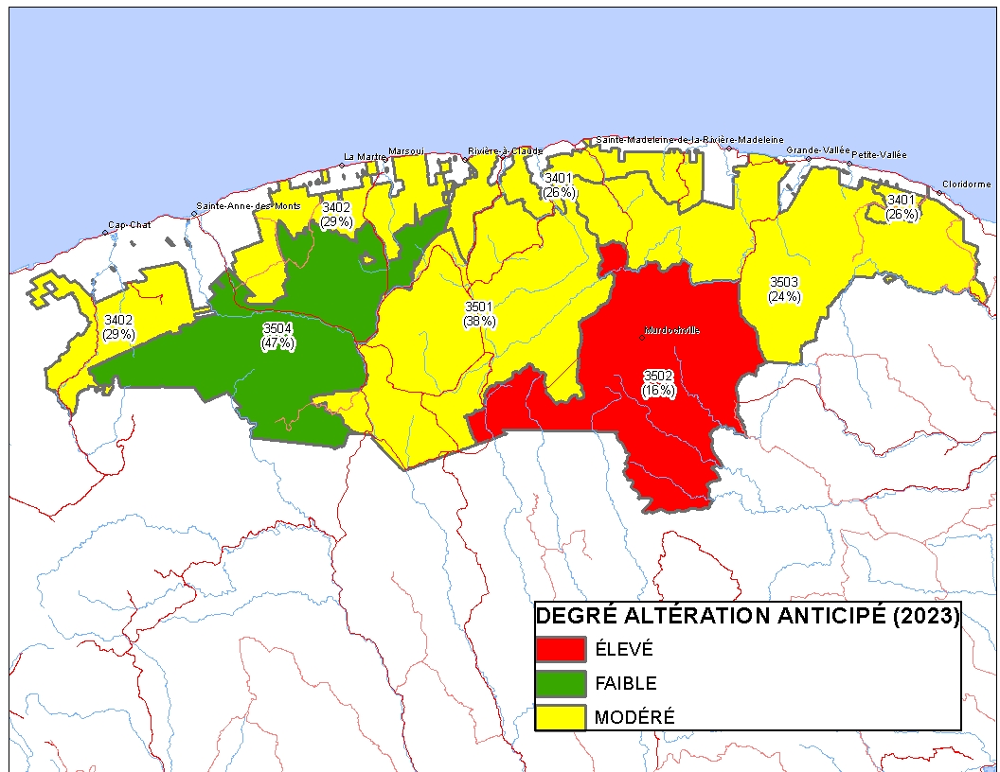 Sainte-Madeleine-de-la-Rivière-Madeleine
La Martre
Marsoui
Rivière-à-Claude
Grande-Vallée
Petite-Vallée
3401
(26%)
Cloridorme
Sainte-Anne-des-Monts
3402
(29%)
3401
(26%)
Cap-Chat
3503
(24%)
3501
(38%)
3402
(29%)
3504
(47%)
Murdochville
3502
(16%)
DEGRÉ ALTÉRATION ANTICIPÉ (2023)
ÉLEVÉ
FAIBLE
MODÉRÉ